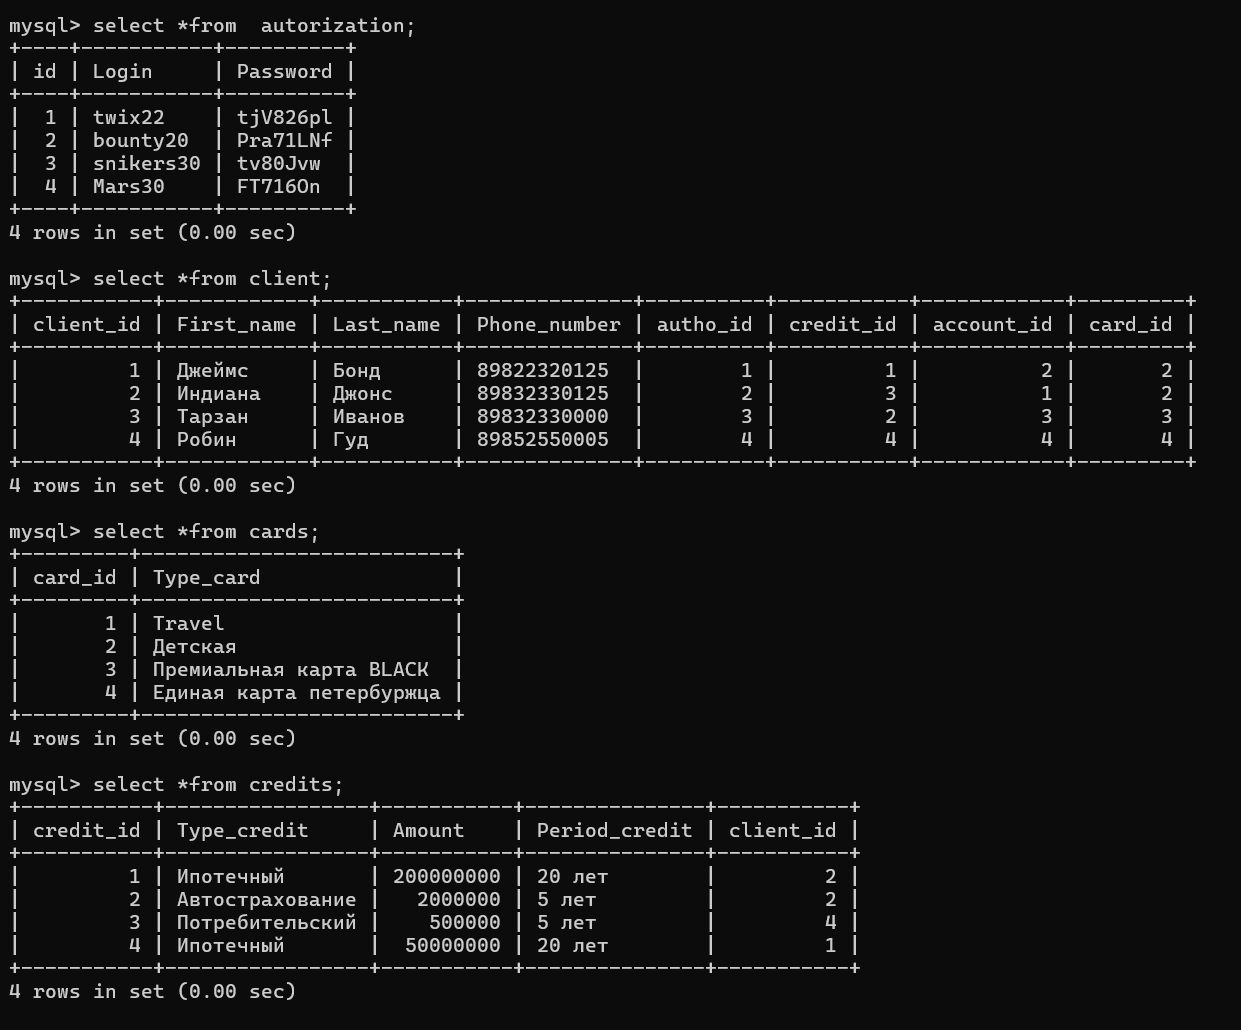 mysql> select *from  autorization;
+----+-----------+----------+
| id | Login     | Password |
+----+-----------+----------+
|  1 | twix22    | tjV826pl |
|  2 | bounty20  | Pra71LNf |
|  3 | snikers30 | tv80Jvw  |
|  4 | Mars30    | FT716On  |
+----+-----------+----------+
4 rows in set (0.00 sec)
mysql> select *from client;
+-----------+------------+-----------+--------------+----------+-----------+------------+---------+
| client_id | First_name | Last_name | Phone_number | autho_id | credit_id | account_id | card_id |
+-----------+------------+-----------+--------------+----------+-----------+------------+---------+
|         1 | Джеймс     | Бонд      | 89822320125  |        1 |         1 |          2 |       2 |
|         2 | Индиана    | Джонс     | 89832330125  |        2 |         3 |          1 |       2 |
|         3 | Тарзан     | Иванов    | 89832330000  |        3 |         2 |          3 |       3 |
|         4 | Робин      | Гуд       | 89852550005  |        4 |         4 |          4 |       4 |
+-----------+------------+-----------+--------------+----------+-----------+------------+---------+
4 rows in set (0.00 sec)
mysql> select *from cards;
+---------+--------------------------+
| card_id | Type_card                |
+---------+--------------------------+
|       1 | Travel                   |
|       2 | Детская                  |
|       3 | Премиальная карта BLACK  |
|       4 | Единая карта петербуржца |
+---------+--------------------------+
4 rows in set (0.00 sec)
mysql> select *from credits;
+-----------+-----------------+-----------+---------------+-----------+
| credit_id | Type_credit     | Amount    | Period_credit | client_id |
+-----------+-----------------+-----------+---------------+-----------+
|         1 | Ипотечный       | 200000000 | 20 лет        |         2 |
|         2 | Автострахование |   2000000 | 5 лет         |         2 |
|         3 | Потребительский |    500000 | 5 лет         |         4 |
|         4 | Ипотечный       |  50000000 | 20 лет        |         1 |
+-----------+-----------------+-----------+---------------+-----------+
4 rows in set (0.00 sec)